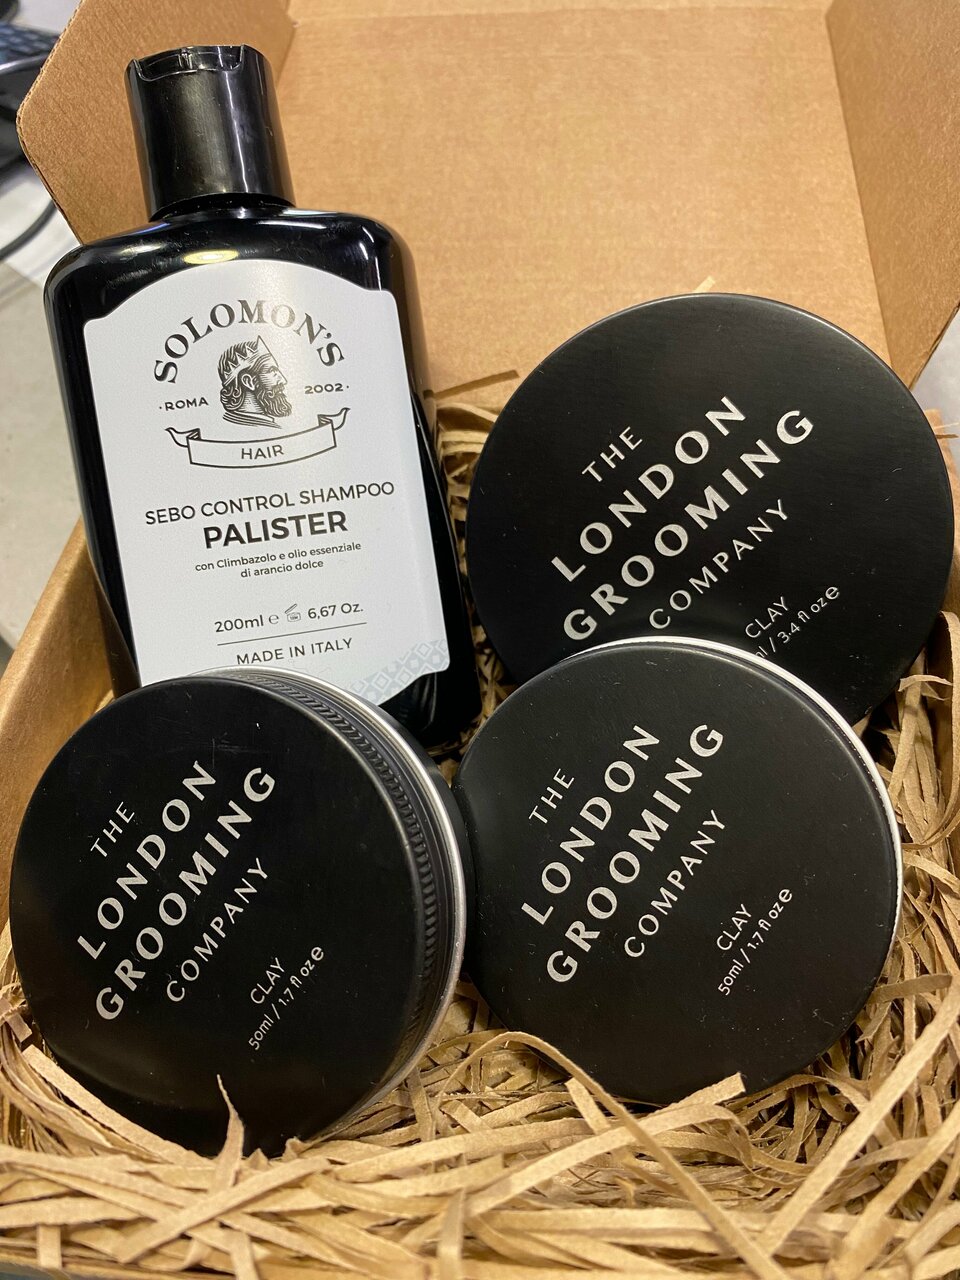 SOLOMON'S
·ROMA 2002·
HAIR
SEBO CONTROL SHAMPOO
PALISTER
con Climbazolo e olio essenziale
di arancio dolce
200ml ℮ 6,67 Oz.
MADE IN ITALY
THE
LONDON
GROOMING
COMPANY
CLAY
ml / 3.4 fl oz ℮
THE
LONDON
GROOMING
COMPANY
CLAY
50ml / 1.7 fl oz ℮
THE
LONDON
GROOMING
COMPANY
CLAY
50ml / 1.7 fl oz ℮